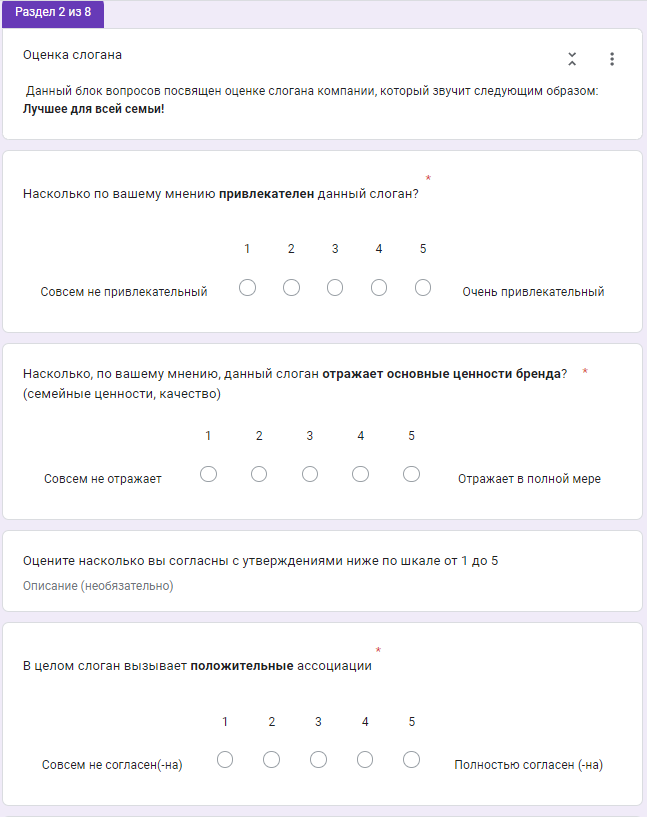 Раздел 2 из 8
Оценка слогана
Данный блок вопросов посвящен оценке слогана компании, который звучит следующим образом:
Лучшее для всей семьи!
Насколько по вашему мнению привлекателен данный слоган? *
1 2 3 4 5
Совсем не привлекательный Очень привлекательный
Насколько, по вашему мнению, данный слоган отражает основные ценности бренда? *
(семейные ценности, качество)
1 2 3 4 5
Совсем не отражает Отражает в полной мере
Оцените насколько вы согласны с утверждениями ниже по шкале от 1 до 5
Описание (необязательно)
В целом слоган вызывает положительные ассоциации *
1 2 3 4 5
Совсем не согласен(-на) Полностью согласен (-на)